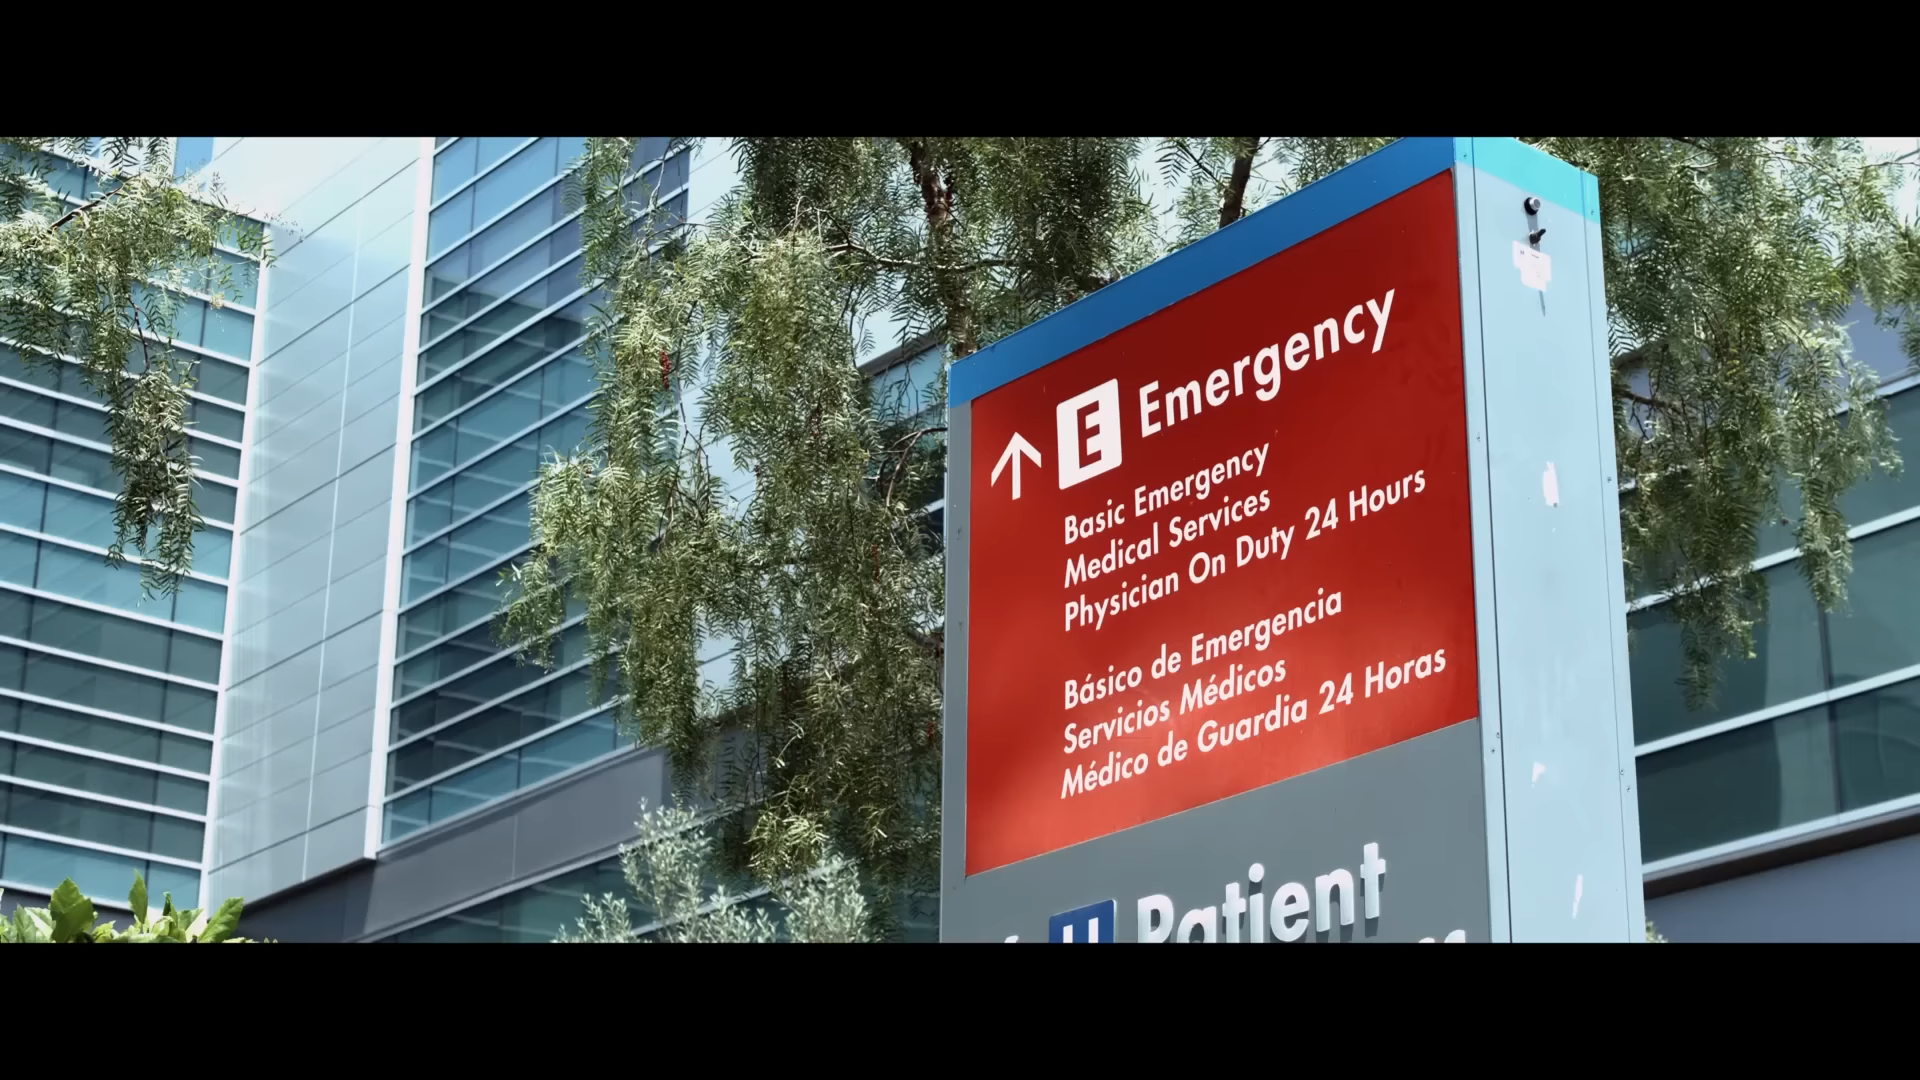 E Emergency
Basic Emergency
Medical Services
Physician On Duty 24 Hours
Básico de Emergencia
Servicios Médicos
Médico de Guardia 24 Horas
H Patient